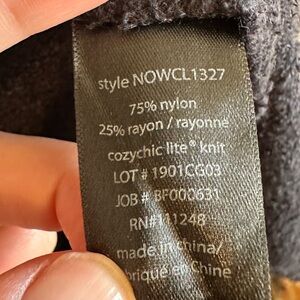 style NOWCL1327
75% nylon
25% rayon / rayonne
cozychic lite® knit
LOT # 1901CG03
JOB # BF000631
RN#111248
made in china/
fabriqué en chine